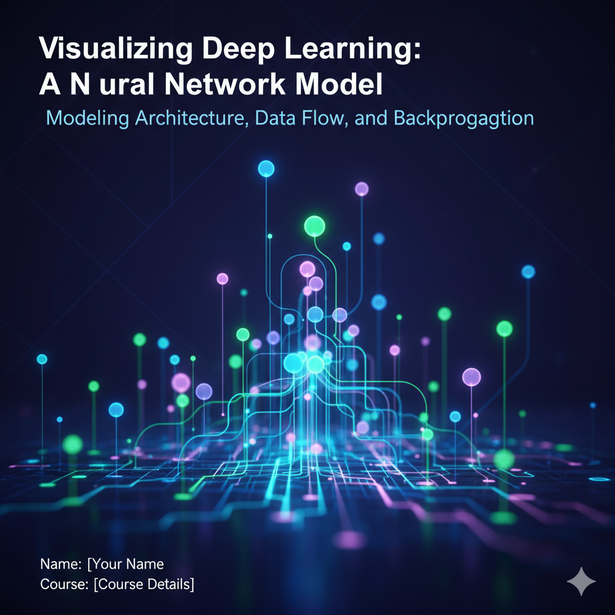 Visualizing Deep Learning:
A N ural Network Model
Modeling Architecture, Data Flow, and Backprogagtion
Name: [Your Name
Course: [Course Details]